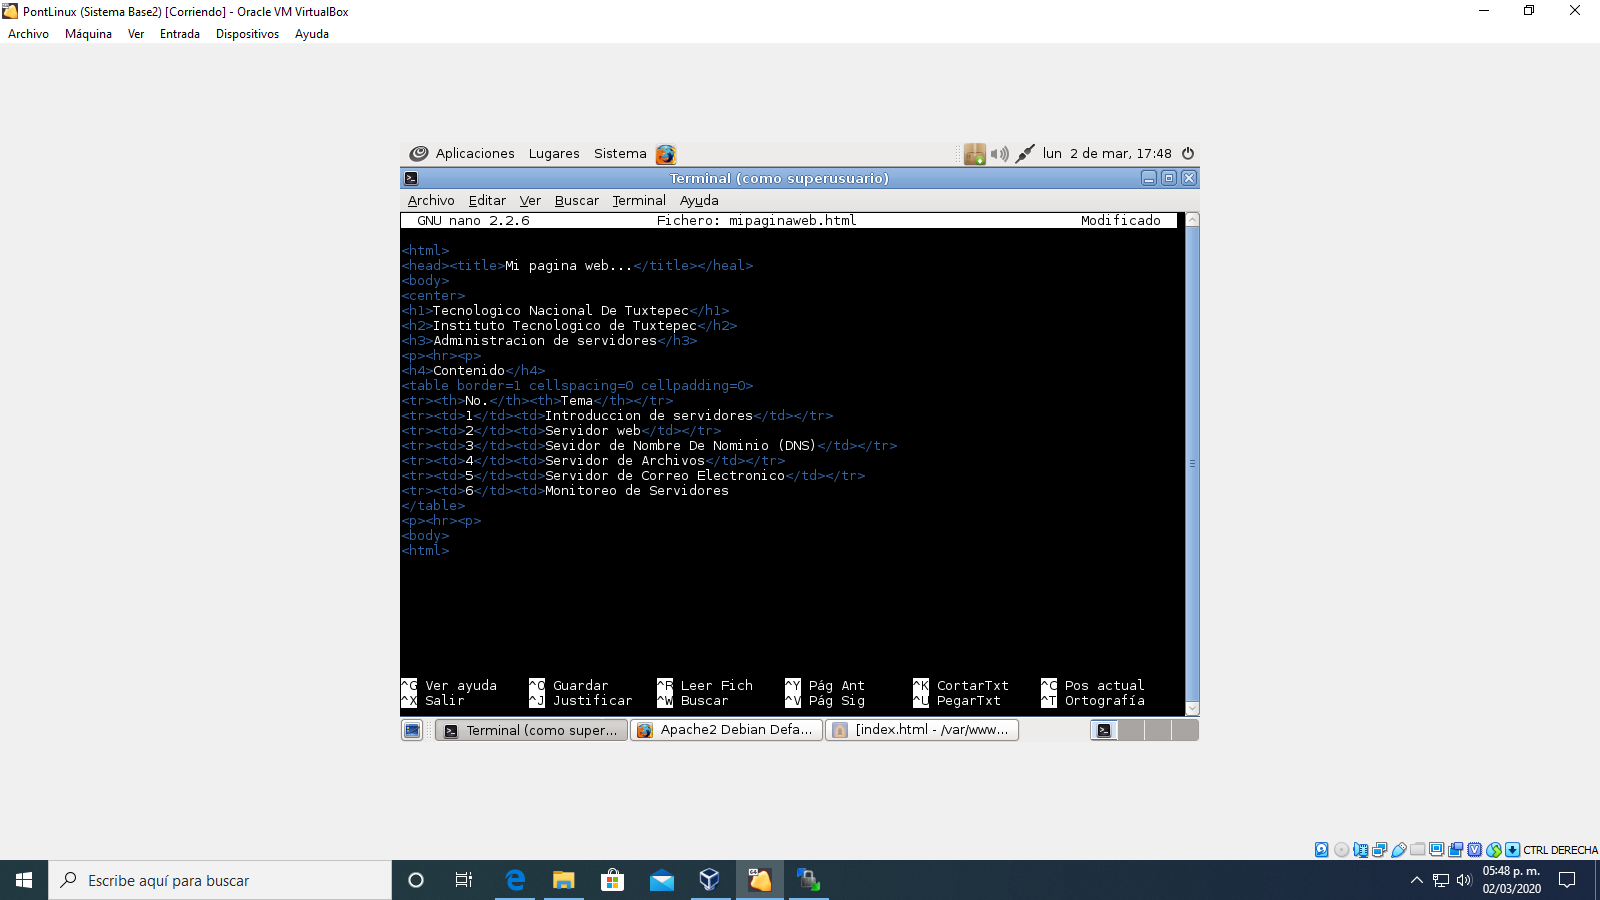 PontLinux (Sistema Base2) [Corriendo] - Oracle VM VirtualBox
Archivo Máquina Ver Entrada Dispositivos Ayuda
Aplicaciones Lugares Sistema lun 2 de mar, 17:48
Terminal (como superusuario)
Archivo Editar Ver Buscar Terminal Ayuda
GNU nano 2.2.6 Fichero: mipaginaweb.html Modificado
<html>
<head><title>Mi pagina web...</title></heal>
<body>
<center>
<h1>Tecnologico Nacional De Tuxtepec</h1>
<h2>Instituto Tecnologico de Tuxtepec</h2>
<h3>Administracion de servidores</h3>
<p><hr><p>
<h4>Contenido</h4>
<table border=1 cellspacing=0 cellpadding=0>
<tr><th>No.</th><th>Tema</th></tr>
<tr><td>1</td><td>Introduccion de servidores</td></tr>
<tr><td>2</td><td>Servidor web</td></tr>
<tr><td>3</td><td>Sevidor de Nombre De Nominio (DNS)</td></tr>
<tr><td>4</td><td>Servidor de Archivos</td></tr>
<tr><td>5</td><td>Servidor de Correo Electronico</td></tr>
<tr><td>6</td><td>Monitoreo de Servidores
</table>
<p><hr><p>
<body>
<html>
^G Ver ayuda ^O Guardar ^R Leer Fich ^Y Pág Ant ^K CortarTxt ^C Pos actual
^X Salir ^J Justificar ^W Buscar ^V Pág Sig ^U PegarTxt ^T Ortografía
Terminal (como super... Apache2 Debian Defa... [index.html - /var/www...
CTRL DERECHA
Escribe aquí para buscar
05:48 p. m.
02/03/2020